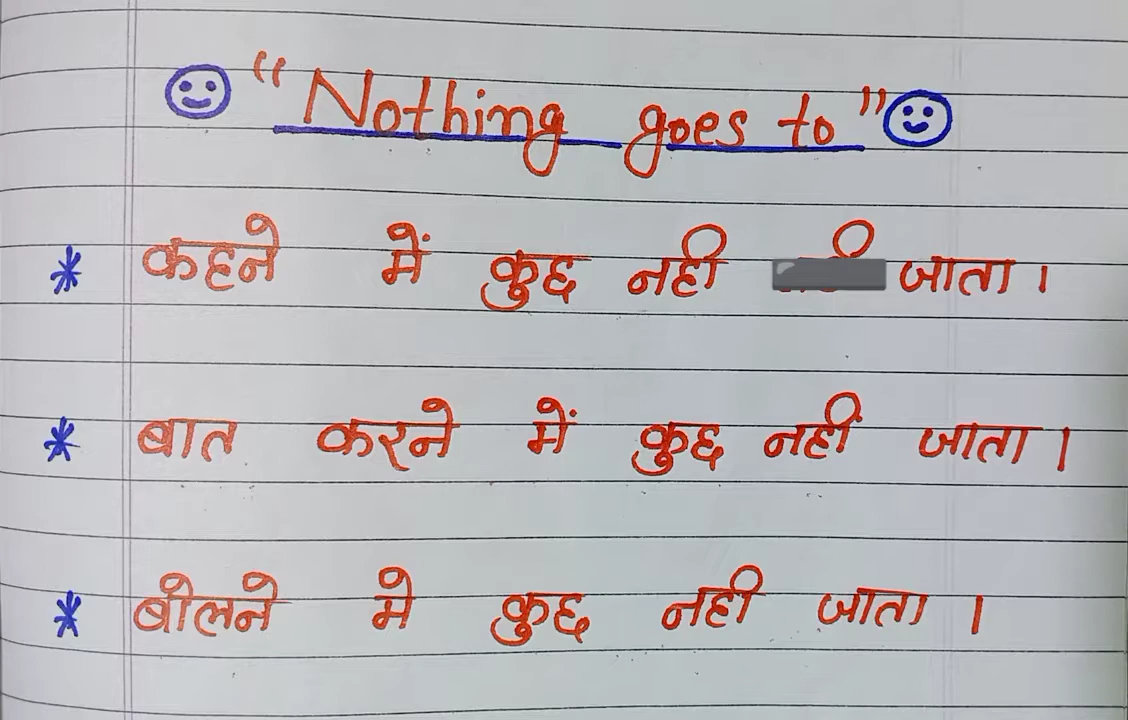 "Nothing goes to"
* कहने में कुछ नही जाता ।
* बात करने में कुछ नहीं जाता ।
* बोलने मे कुछ नही जाता ।